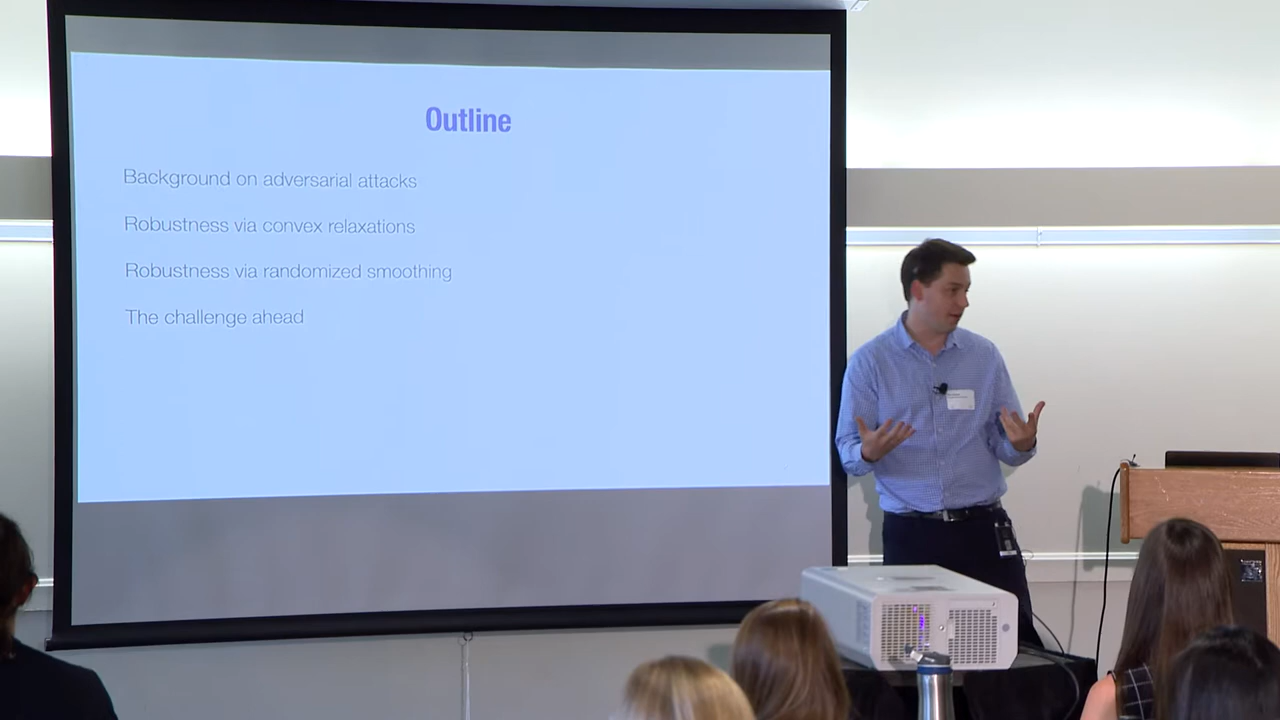 Outline
Background on adversarial attacks
Robustness via convex relaxations
Robustness via randomized smoothing
The challenge ahead